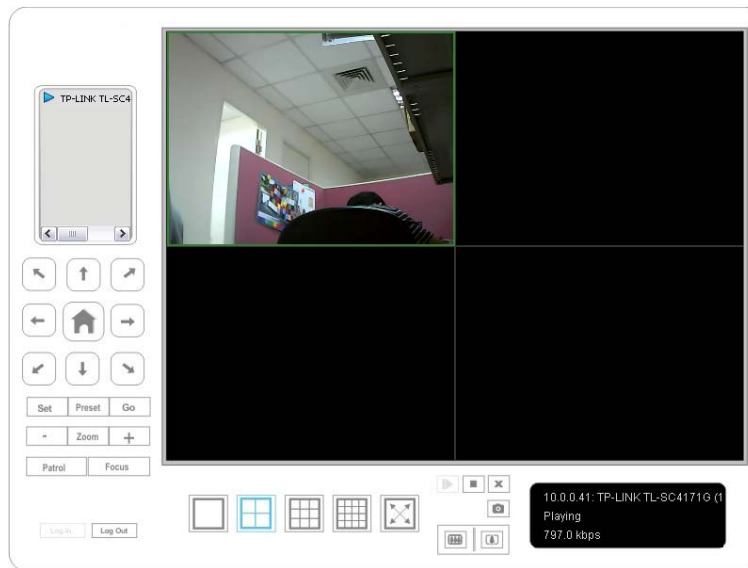 TP-LINK TL-SC4
Set Preset Go
- Zoom +
Patrol Focus
Log In Log Out
10.0.0.41: TP-LINK TL-SC4171G (1
Playing
797.0 kbps